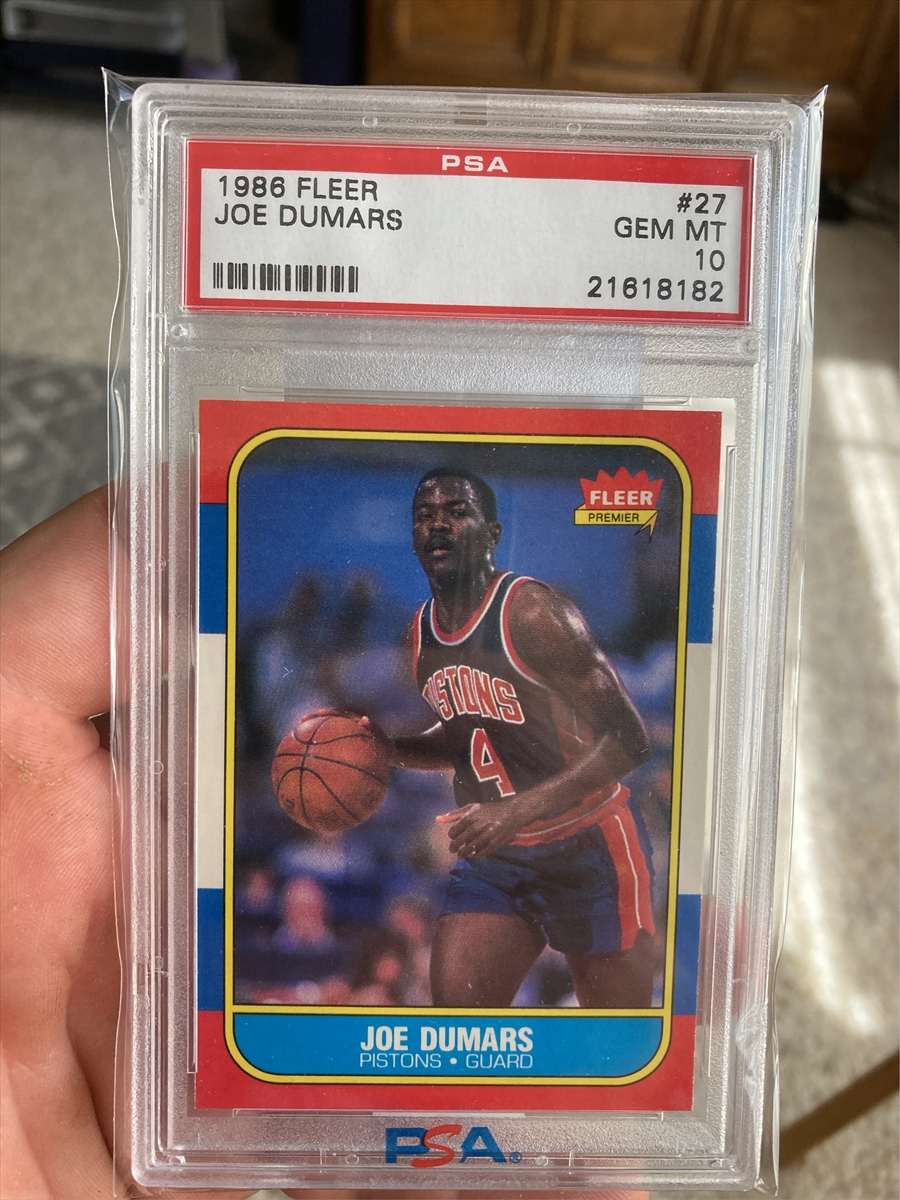 PSA
1986 FLEER
JOE DUMARS
#27
GEM MT
10
21618182
FLEER
PREMIER
PISTONS
4
JOE DUMARS
PISTONS • GUARD
PSA®